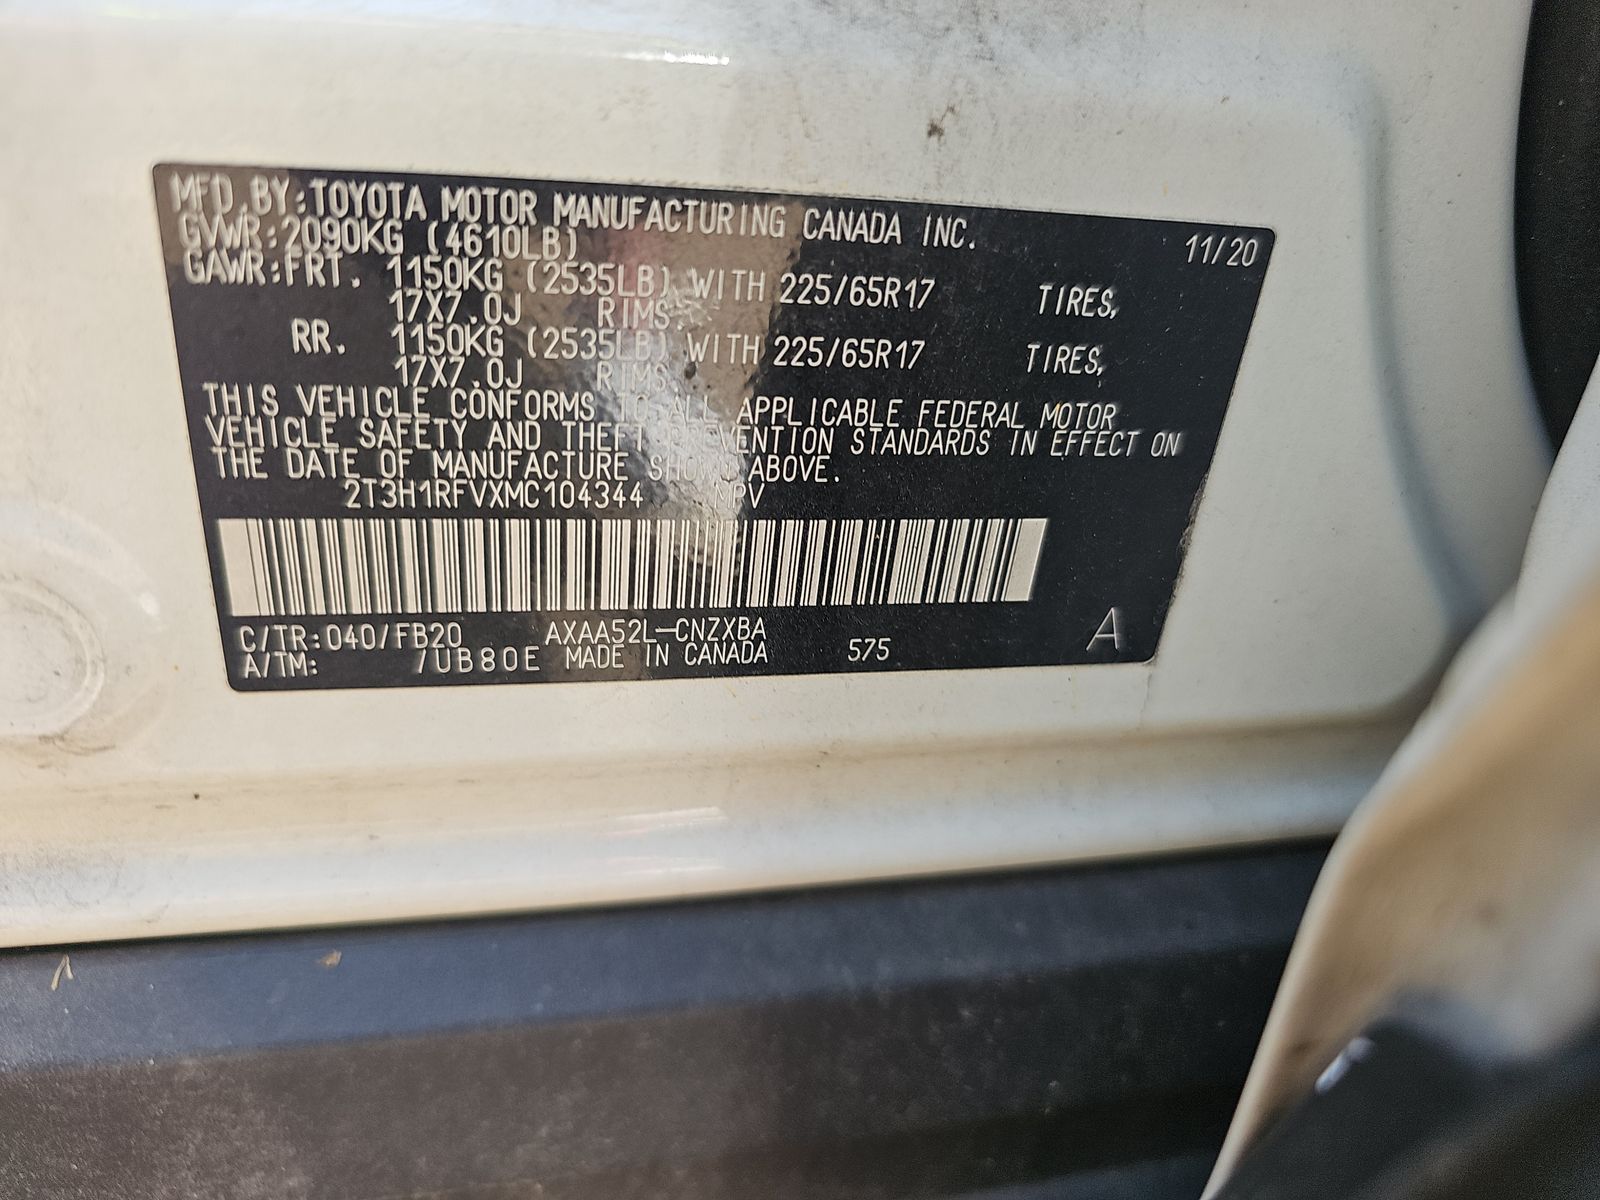 MFD.BY:TOYOTA MOTOR MANUFACTURING CANADA INC. 11/20
GVWR:2090KG (4610LB)
GAWR:FRT. 1150KG (2535LB) WITH 225/65R17 TIRES,
17X7.0J RIMS.
RR. 1150KG (2535LB) WITH 225/65R17 TIRES,
17X7.0J RIMS.
THIS VEHICLE CONFORMS TO ALL APPLICABLE FEDERAL MOTOR
VEHICLE SAFETY AND THEFT PREVENTION STANDARDS IN EFFECT ON
THE DATE OF MANUFACTURE SHOWN ABOVE.
2T3H1RFVXMC104344 MPV
C/TR:040/FB20 AXAA52L-CNZXBA 575 A
A/TM: /UB80E MADE IN CANADA